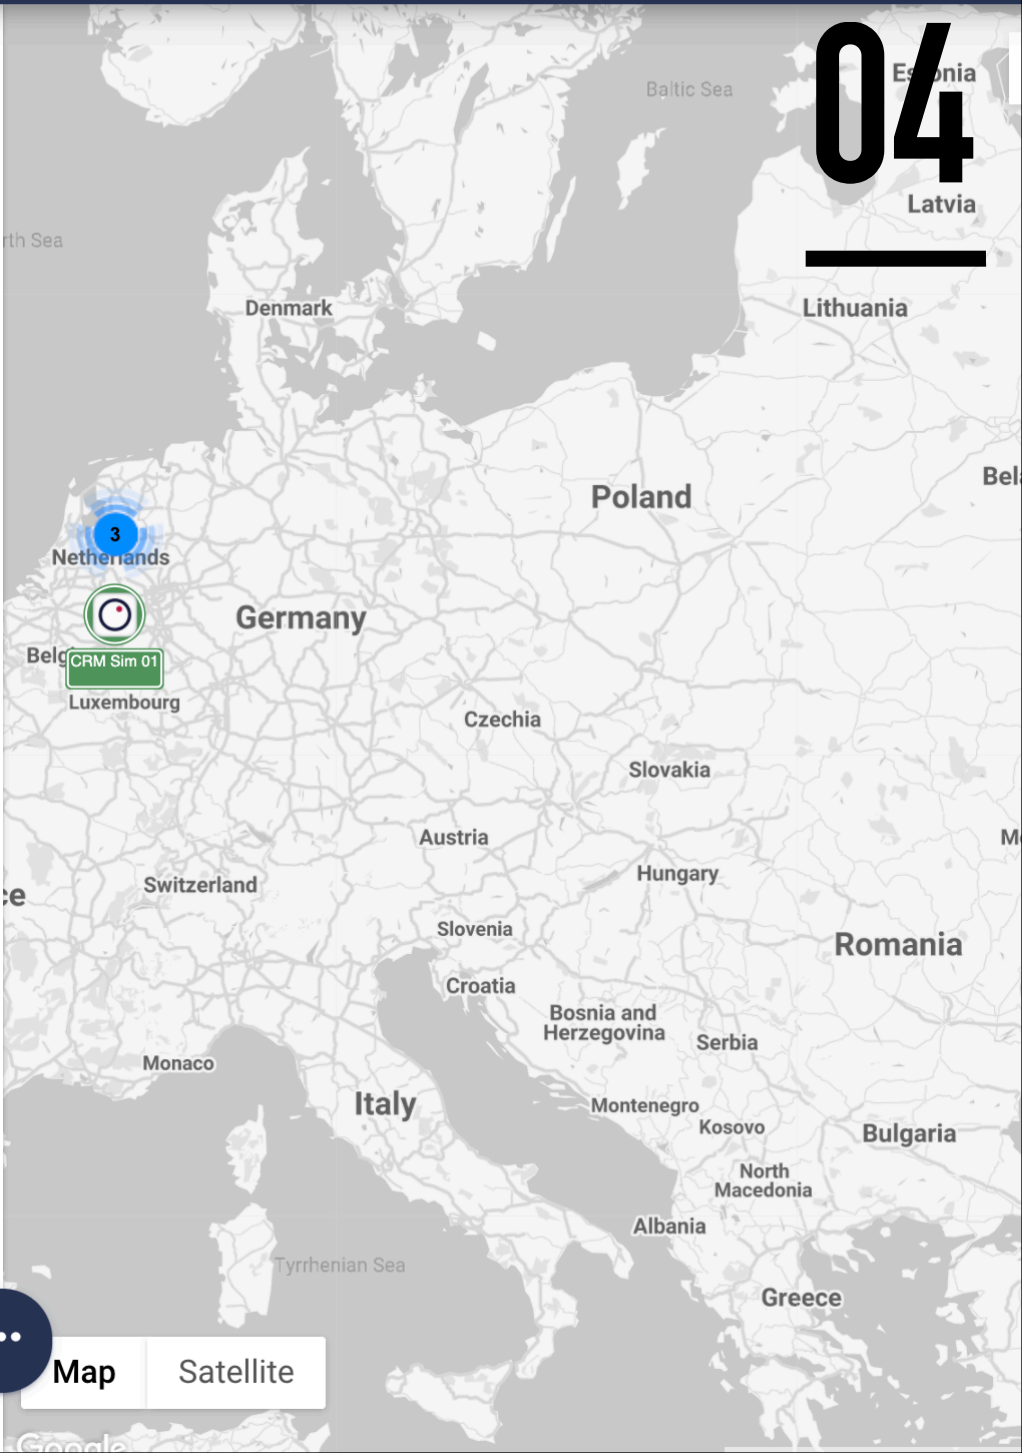 04
Estonia
Baltic Sea
Latvia
rth Sea
Denmark
Lithuania
Bela
Poland
3
Netherlands
Germany
Belg
CRM Sim 01
Luxembourg
Czechia
Slovakia
Austria
M
Hungary
Switzerland
ce
Slovenia
Romania
Croatia
Bosnia and
Herzegovina
Serbia
Monaco
Italy
Montenegro
Kosovo
Bulgaria
North
Macedonia
Albania
Tyrrhenian Sea
Greece
Map
Satellite
Google